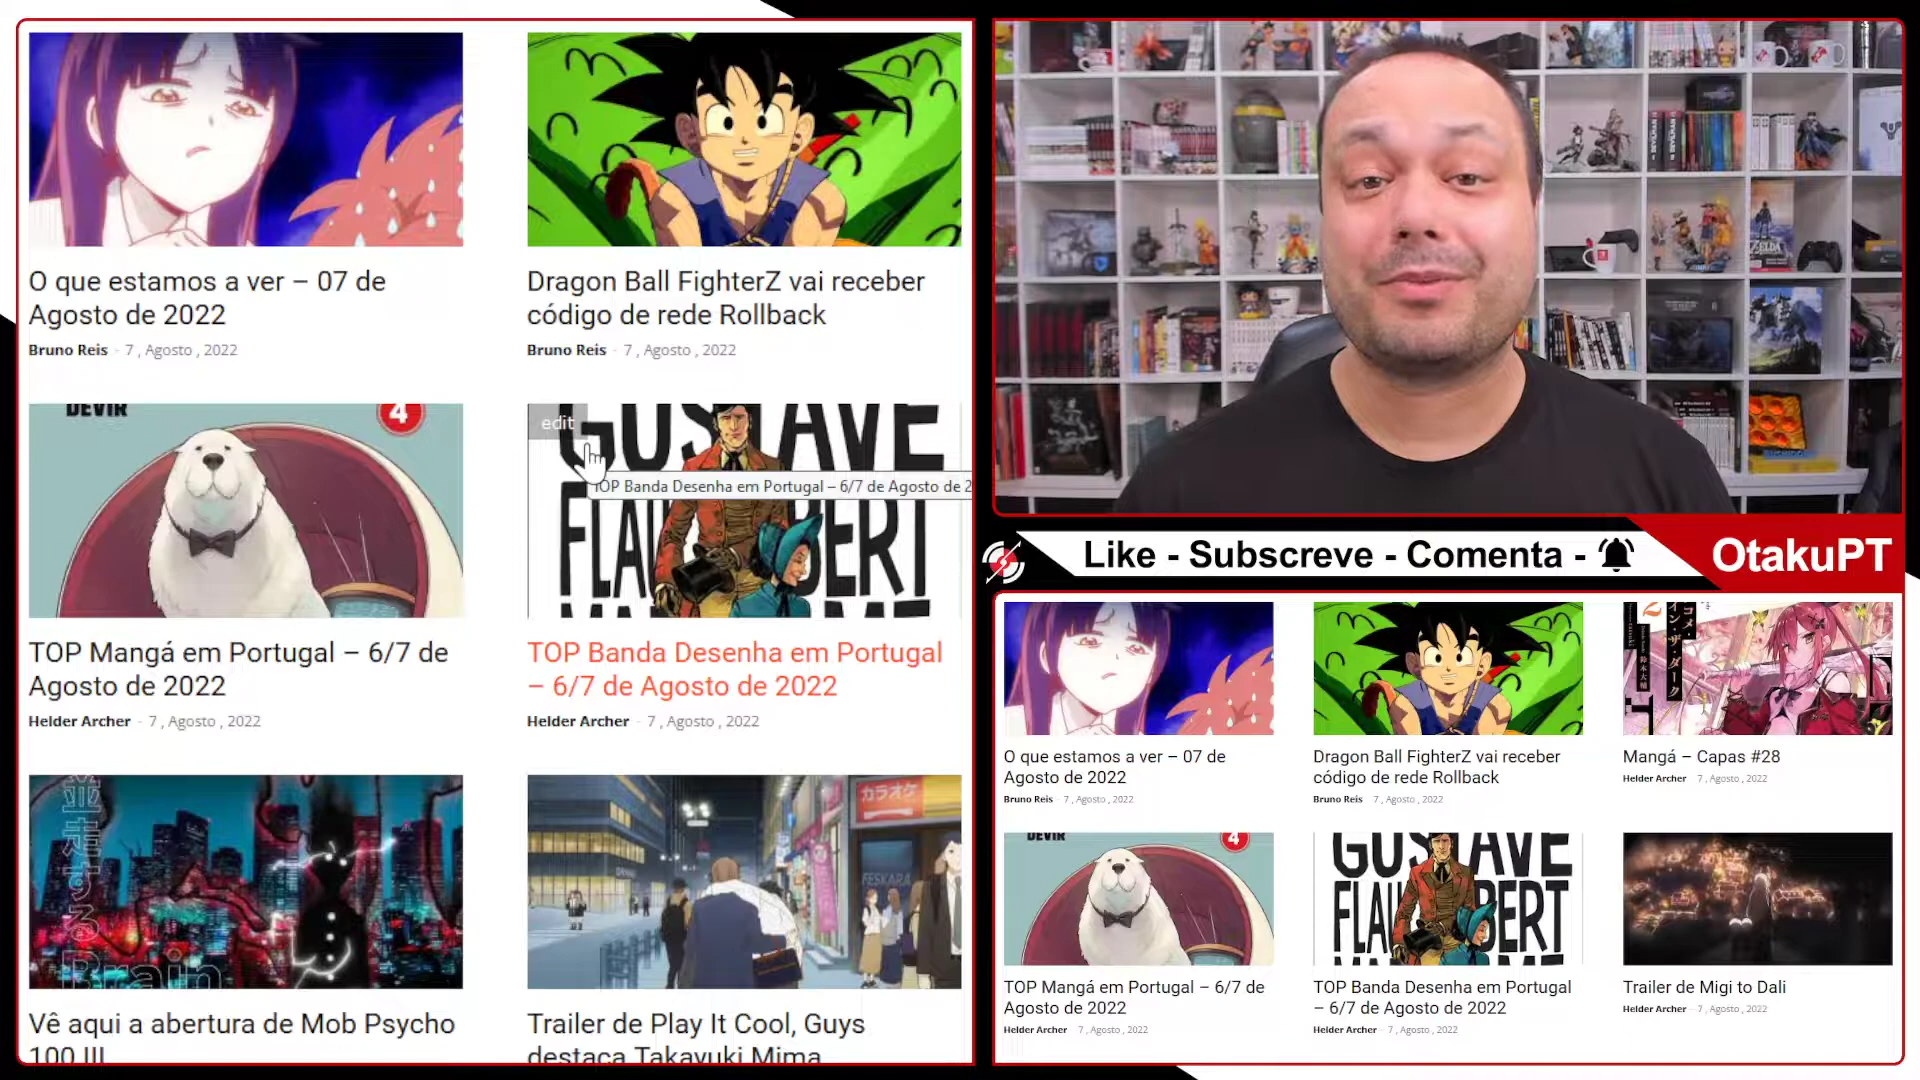 O que estamos a ver – 07 de
Agosto de 2022
Bruno Reis - 7 , Agosto , 2022
Dragon Ball FighterZ vai receber
código de rede Rollback
Bruno Reis - 7 , Agosto , 2022
DEVIR
4
TOP Mangá em Portugal – 6/7 de
Agosto de 2022
Helder Archer - 7 , Agosto , 2022
edit
GUSTAVE
TOP Banda Desenha em Portugal – 6/7 de Agosto de 2
TOP Banda Desenha em Portugal
– 6/7 de Agosto de 2022
Helder Archer - 7 , Agosto , 2022
Brain
Vê aqui a abertura de Mob Psycho
100 III
カラオケ
Trailer de Play It Cool, Guys
destaca Takayuki Mima
ZELDA
Like - Subscreve - Comenta -
OtakuPT
O que estamos a ver – 07 de
Agosto de 2022
Bruno Reis - 7 , Agosto , 2022
Dragon Ball FighterZ vai receber
código de rede Rollback
Bruno Reis - 7 , Agosto , 2022
2
Mangá – Capas #28
Helder Archer 7 , Agosto , 2022
DEVIR
4
TOP Mangá em Portugal – 6/7 de
Agosto de 2022
Helder Archer 7 , Agosto , 2022
GUSTAVE
TOP Banda Desenha em Portugal
– 6/7 de Agosto de 2022
Helder Archer - 7 , Agosto , 2022
Trailer de Migi to Dali
Helder Archer 7 , Agosto , 2022